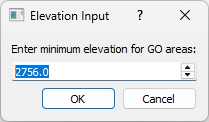 Elevation Input ?
Enter minimum elevation for GO areas:
2756.0
OK Cancel